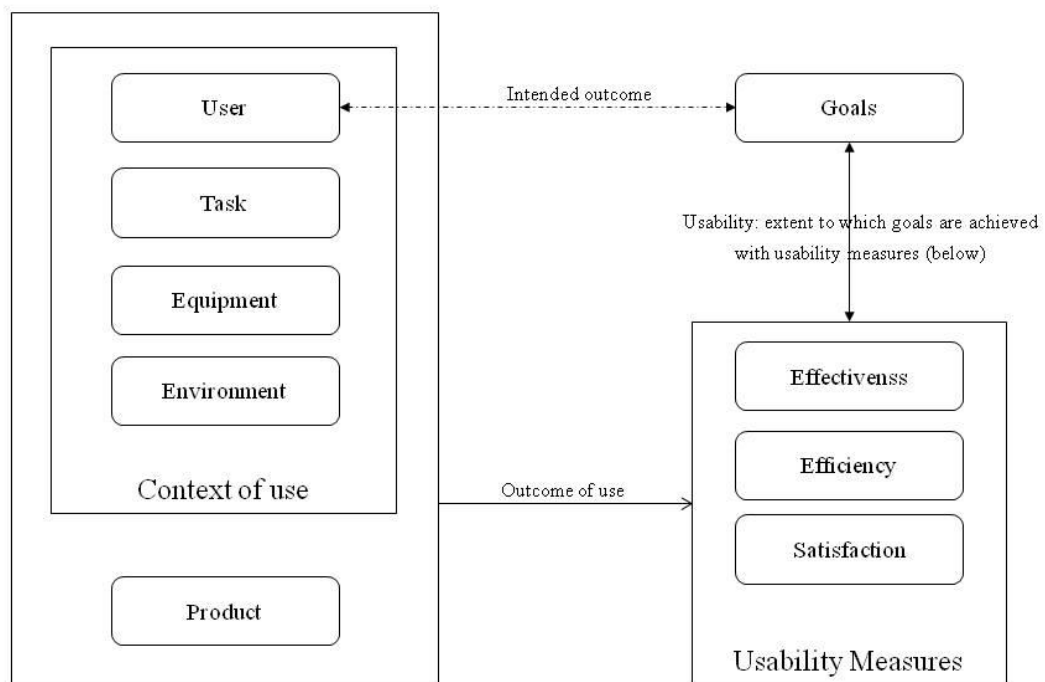 User
Intended outcome
Goals
Task
Usability: extent to which goals are achieved
with usability measures (below)
Equipment
Environment
Effectivenss
Efficiency
Context of use
Outcome of use
Satisfaction
Product
Usability Measures